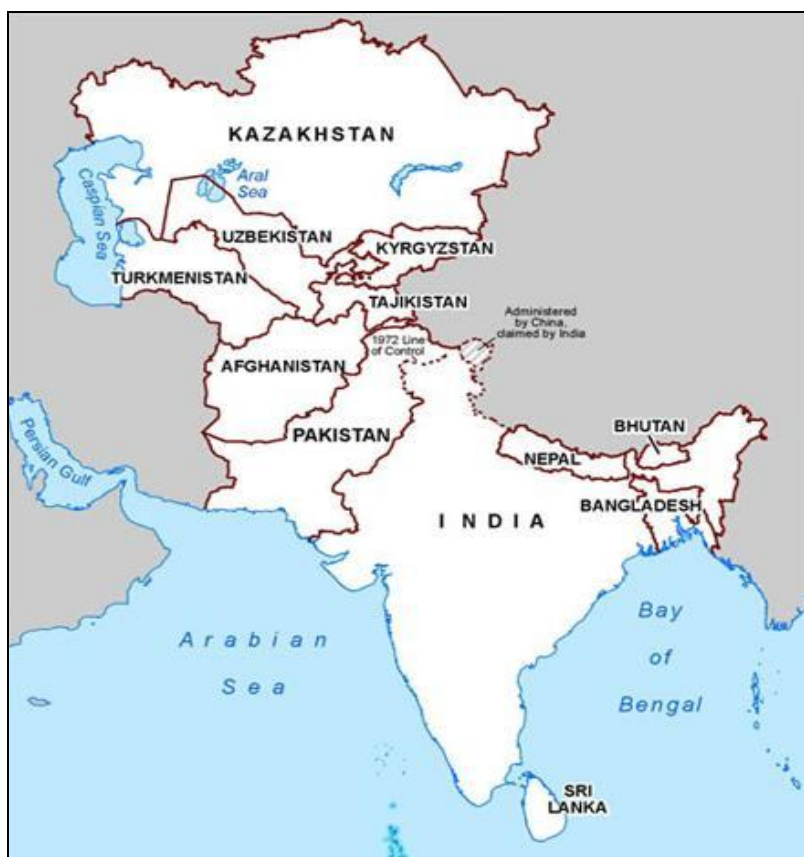 KAZAKHSTAN
Caspian Sea
Aral
Sea
UZBEKISTAN
KYRGYZSTAN
TURKMENISTAN
TAJIKISTAN
Administered
by China,
claimed by India
1972 Line
of Control
AFGHANISTAN
PAKISTAN
BHUTAN
NEPAL
Persian Gulf
BANGLADESH
INDIA
Arabian
Sea
Bay
of
Bengal
SRI
LANKA